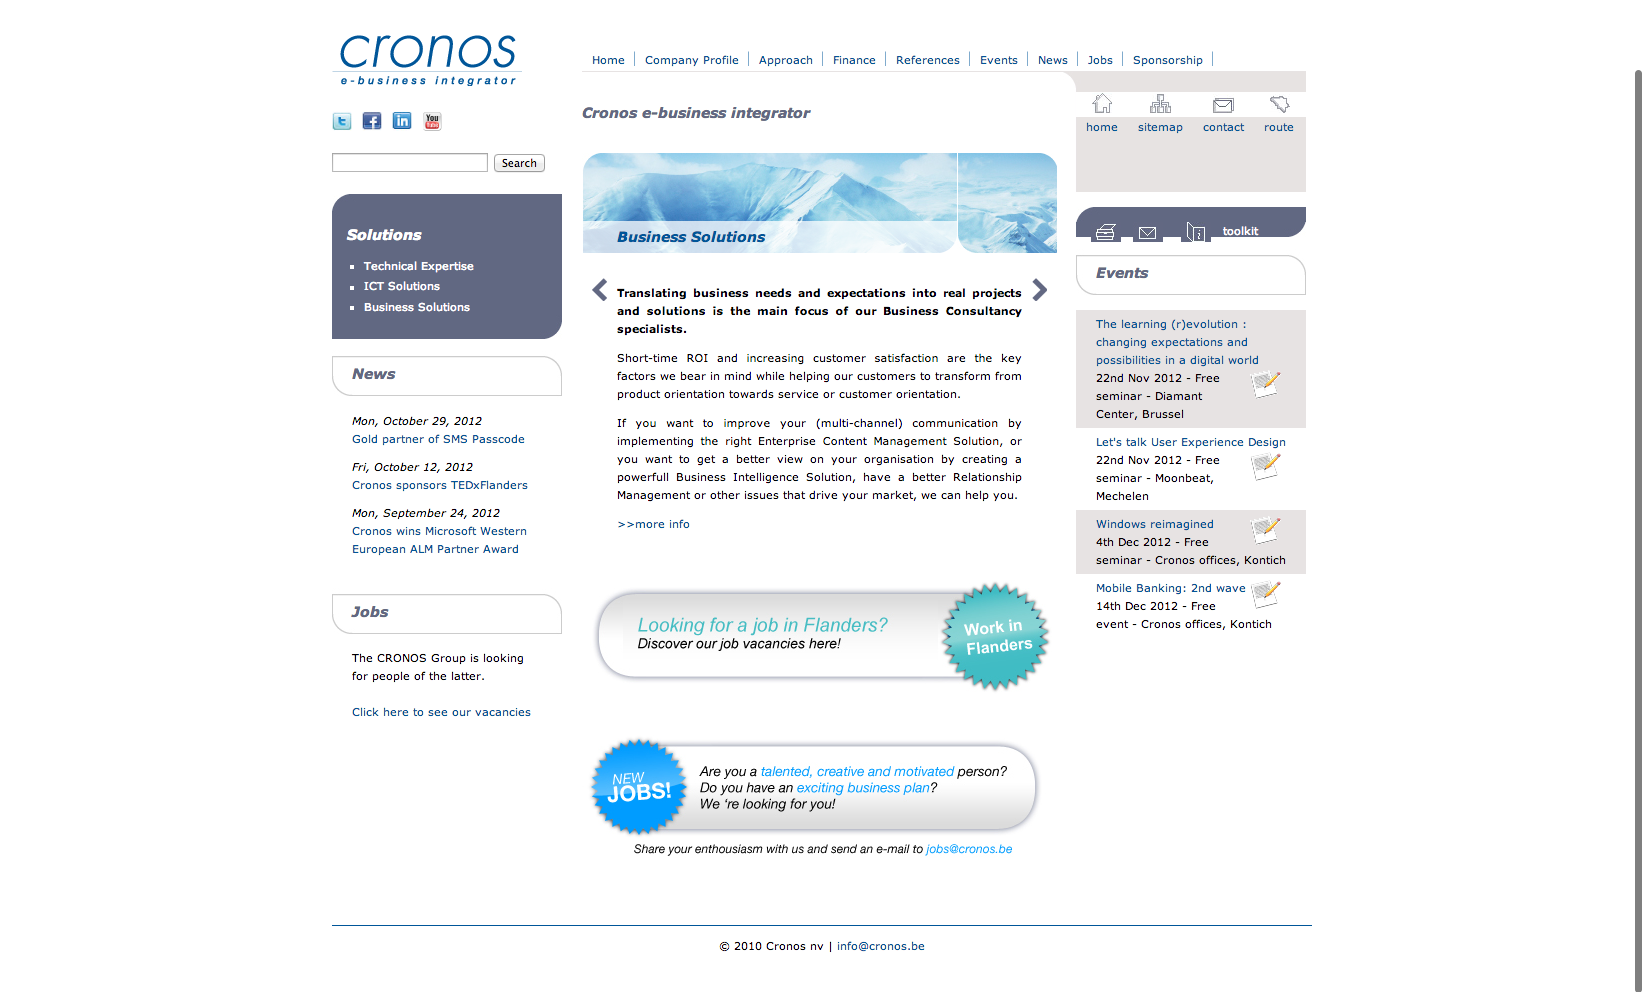 cronos
e-business integrator
Home
Company Profile
Approach
Finance
References
Events
News
Jobs
Sponsorship
You
Tube
Search
Solutions
Technical Expertise
ICT Solutions
Business Solutions
News
Mon, October 29, 2012
Gold partner of SMS Passcode
Fri, October 12, 2012
Cronos sponsors TEDxFlanders
Mon, September 24, 2012
Cronos wins Microsoft Western
European ALM Partner Award
Jobs
The CRONOS Group is looking
for people of the latter.
Click here to see our vacancies
Cronos e-business integrator
Business Solutions
Translating business needs and expectations into real projects
and solutions is the main focus of our Business Consultancy
specialists.
Short-time ROI and increasing customer satisfaction are the key
factors we bear in mind while helping our customers to transform from
product orientation towards service or customer orientation.
If you want to improve your (multi-channel) communication by
implementing the right Enterprise Content Management Solution, or
you want to get a better view on your organisation by creating a
powerfull Business Intelligence Solution, have a better Relationship
Management or other issues that drive your market, we can help you.
>>more info
Looking for a job in Flanders?
Discover our job vacancies here!
Work in
Flanders
NEW
JOBS!
Are you a talented, creative and motivated person?
Do you have an exciting business plan?
We 're looking for you!
Share your enthousiasm with us and send an e-mail to jobs@cronos.be
home
sitemap
contact
route
toolkit
Events
The learning (r)evolution :
changing expectations and
possibilities in a digital world
22nd Nov 2012 - Free
seminar - Diamant
Center, Brussel
Let's talk User Experience Design
22nd Nov 2012 - Free
seminar - Moonbeat,
Mechelen
Windows reimagined
4th Dec 2012 - Free
seminar - Cronos offices, Kontich
Mobile Banking: 2nd wave
14th Dec 2012 - Free
event - Cronos offices, Kontich
© 2010 Cronos nv | info@cronos.be